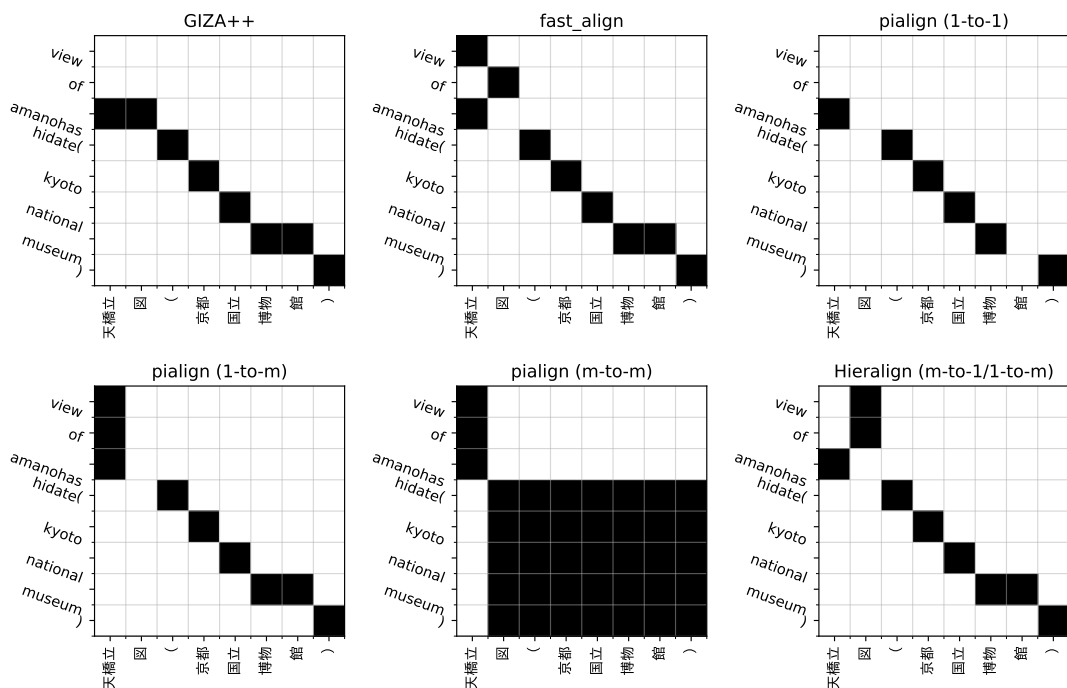 GIZA++
view
of
amanohas
hidate(
kyoto
national
museum
)
天橋立
図
(
京都
国立
博物
館
)
fast_align
view
of
amanohas
hidate(
kyoto
national
museum
)
天橋立
図
(
京都
国立
博物
館
)
pialign (1-to-1)
view
of
amanohas
hidate(
kyoto
national
museum
)
天橋立
図
(
京都
国立
博物
館
)
pialign (1-to-m)
view
of
amanohas
hidate(
kyoto
national
museum
)
天橋立
図
(
京都
国立
博物
館
)
pialign (m-to-m)
view
of
amanohas
hidate(
kyoto
national
museum
)
天橋立
図
(
京都
国立
博物
館
)
Hieralign (m-to-1/1-to-m)
view
of
amanohas
hidate(
kyoto
national
museum
)
天橋立
図
(
京都
国立
博物
館
)